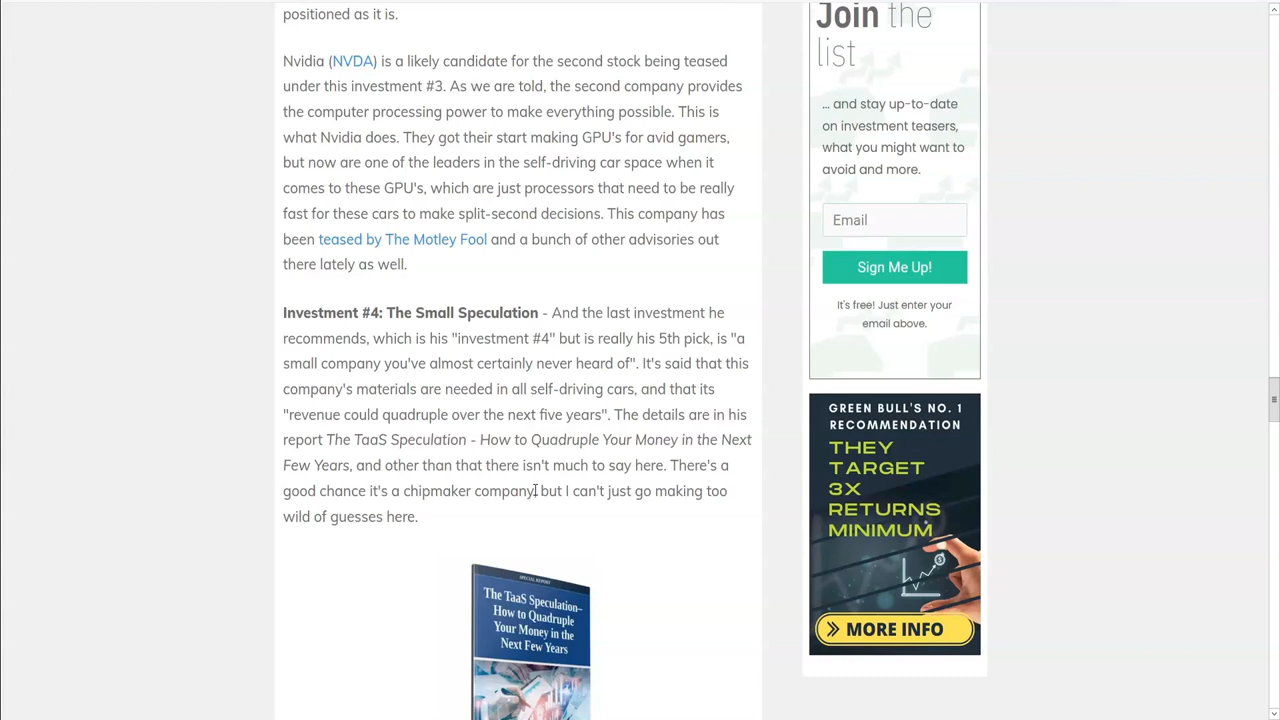 positioned as it is.
Nvidia (NVDA) is a likely candidate for the second stock being teased
under this investment #3. As we are told, the second company provides
the computer processing power to make everything possible. This is
what Nvidia does. They got their start making GPU's for avid gamers,
but now are one of the leaders in the self-driving car space when it
comes to these GPU's, which are just processors that need to be really
fast for these cars to make split-second decisions. This company has
been teased by The Motley Fool and a bunch of other advisories out
there lately as well.
Investment #4: The Small Speculation - And the last investment he
recommends, which is his "investment #4" but is really his 5th pick, is "a
small company you've almost certainly never heard of". It's said that this
company's materials are needed in all self-driving cars, and that its
"revenue could quadruple over the next five years". The details are in his
report The TaaS Speculation - How to Quadruple Your Money in the Next
Few Years, and other than that there isn't much to say here. There's a
good chance it's a chipmaker company, but I can't just go making too
wild of guesses here.
SPECIAL REPORT
The TaaS Speculation–
How to Quadruple
Your Money in the
Next Few Years
Join the
list
... and stay up-to-date
on investment teasers,
what you might want to
avoid and more.
Email
Sign Me Up!
It's free! Just enter your
email above.
GREEN BULL'S NO. 1
RECOMMENDATION
THEY
TARGET
3X
RETURNS
MINIMUM
MORE INFO